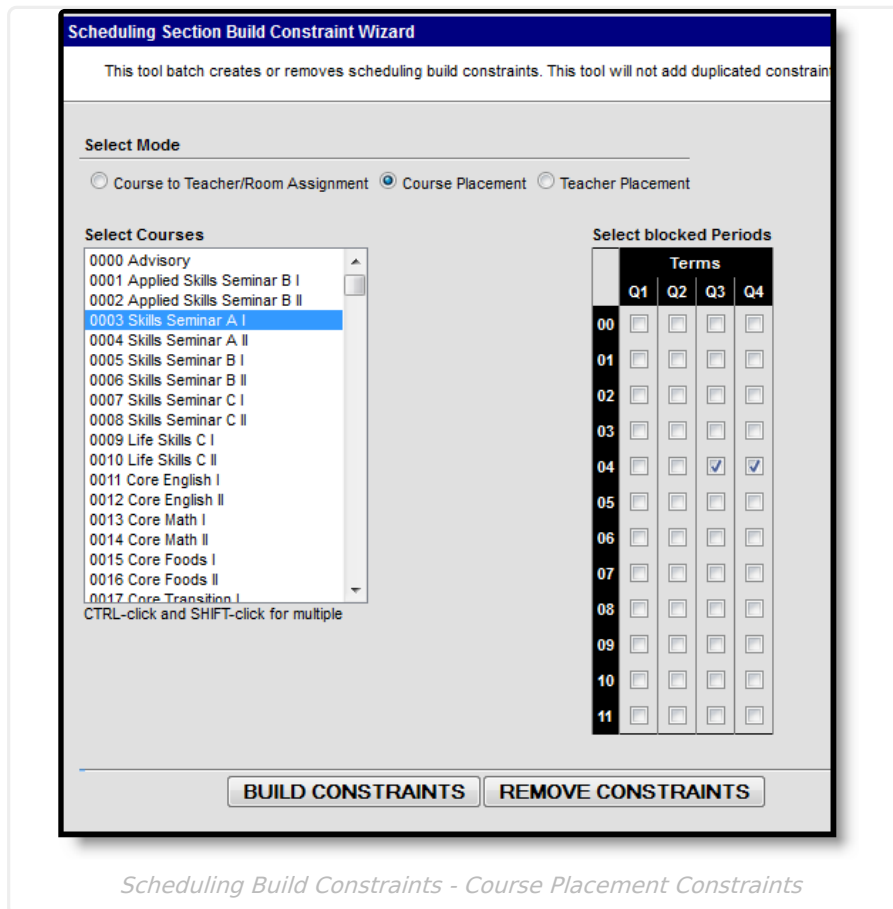 Scheduling Section Build Constraint Wizard
This tool batch creates or removes scheduling build constraints. This tool will not add duplicated constrain
Select Mode
Course to Teacher/Room Assignment Course Placement Teacher Placement
Select Courses
0000 Advisory
0001 Applied Skills Seminar B I
0002 Applied Skills Seminar B II
0003 Skills Seminar A I
0004 Skills Seminar A II
0005 Skills Seminar B I
0006 Skills Seminar B II
0007 Skills Seminar C I
0008 Skills Seminar C II
0009 Life Skills C I
0010 Life Skills C II
0011 Core English I
0012 Core English II
0013 Core Math I
0014 Core Math II
0015 Core Foods I
0016 Core Foods II
0017 Core Transition I
CTRL-click and SHIFT-click for multiple
Select blocked Periods
Terms
Q1 Q2 Q3 Q4
00
01
02
03
04
05
06
07
08
09
10
11
BUILD CONSTRAINTS REMOVE CONSTRAINTS
Scheduling Build Constraints - Course Placement Constraints